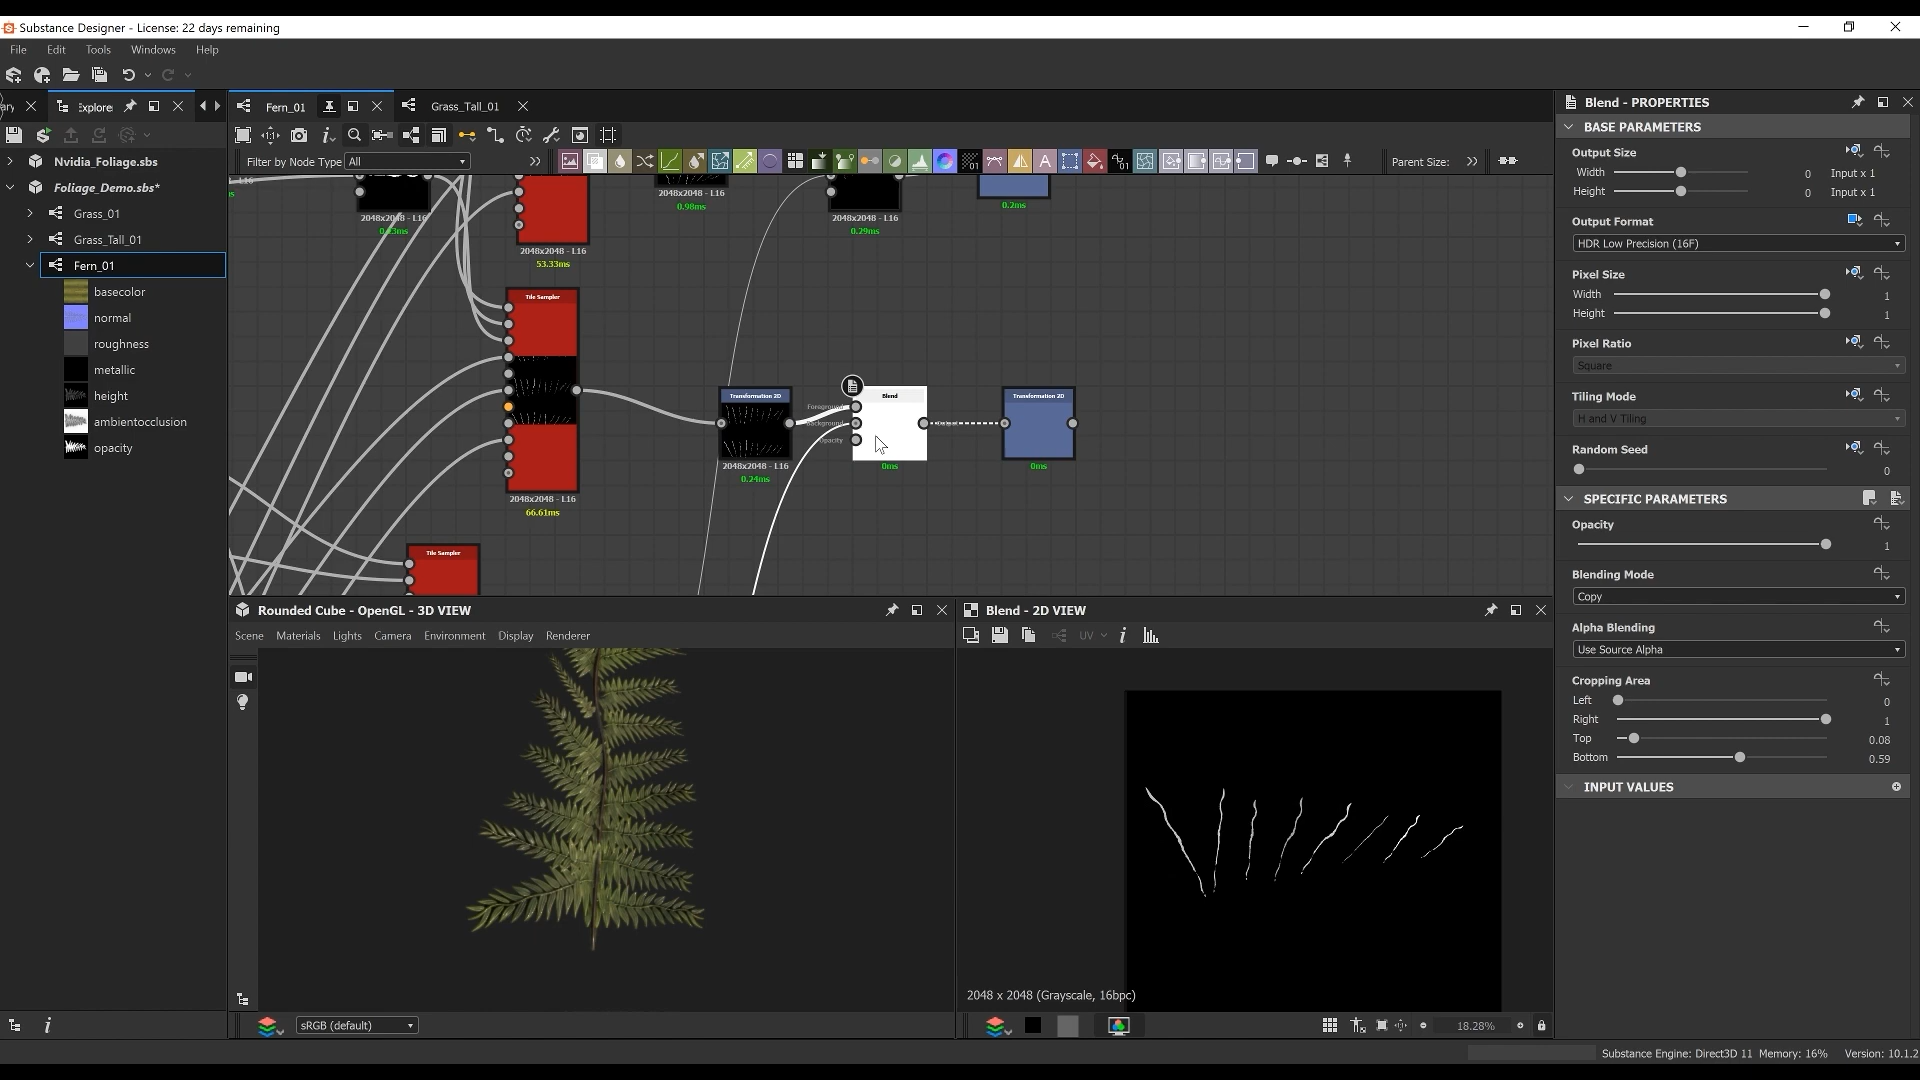 Substance Designer - License: 22 days remaining
File Edit Tools Windows Help
ary
Explorer
Fern_01
Grass_Tall_01
Blend - PROPERTIES
Filter by Node Type
All
Parent Size:
BASE PARAMETERS
Nvidia_Foliage.sbs
Foliage_Demo.sbs*
Grass_01
Grass_Tall_01
Fern_01
basecolor
normal
roughness
metallic
height
ambientocclusion
opacity
2048x2048 - L16
2048x2048 - L16
53.33ms
2048x2048 - L16
0.98ms
2048x2048 - L16
0.29ms
0.2ms
Tile Sampler
2048x2048 - L16
66.61ms
Transformation 2D
2048x2048 - L16
0.24ms
Foreground
Opacity
Blend
0ms
Transformation 2D
0ms
Tile Sampler
Output Size
Width 0 Input x 1
Height 0 Input x 1
Output Format
HDR Low Precision (16F)
Pixel Size
Width 1
Height 1
Pixel Ratio
Square
Tiling Mode
H and V Tiling
Random Seed
0
SPECIFIC PARAMETERS
Opacity
1
Blending Mode
Copy
Alpha Blending
Use Source Alpha
Cropping Area
Left 0
Right 1
Top 0.08
Bottom 0.59
INPUT VALUES
Rounded Cube - OpenGL - 3D VIEW
Scene Materials Lights Camera Environment Display Renderer
sRGB (default)
Blend - 2D VIEW
UV
2048 x 2048 (Grayscale, 16bpc)
18.28%
Substance Engine: Direct3D 11 Memory: 16% Version: 10.1.2